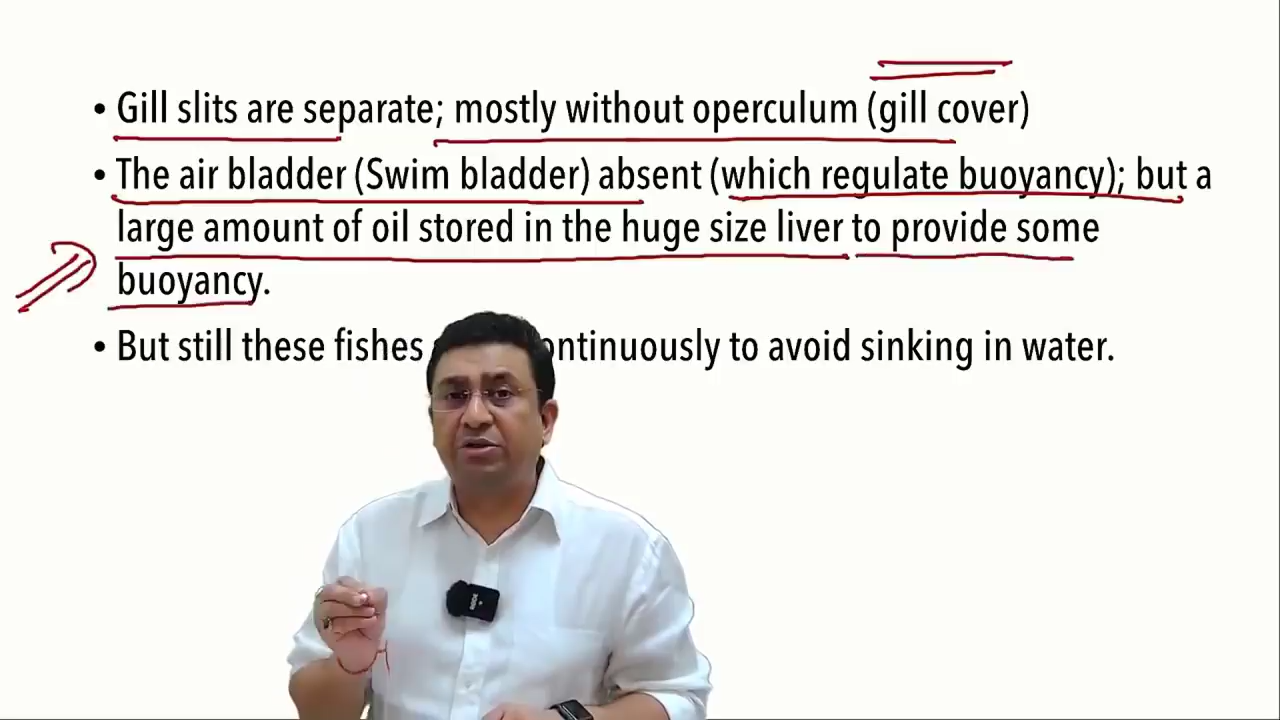 • Gill slits are separate; mostly without operculum (gill cover)
• The air bladder (Swim bladder) absent (which regulate buoyancy); but a
large amount of oil stored in the huge size liver to provide some
buoyancy.
• But still these fishes ontinuously to avoid sinking in water.